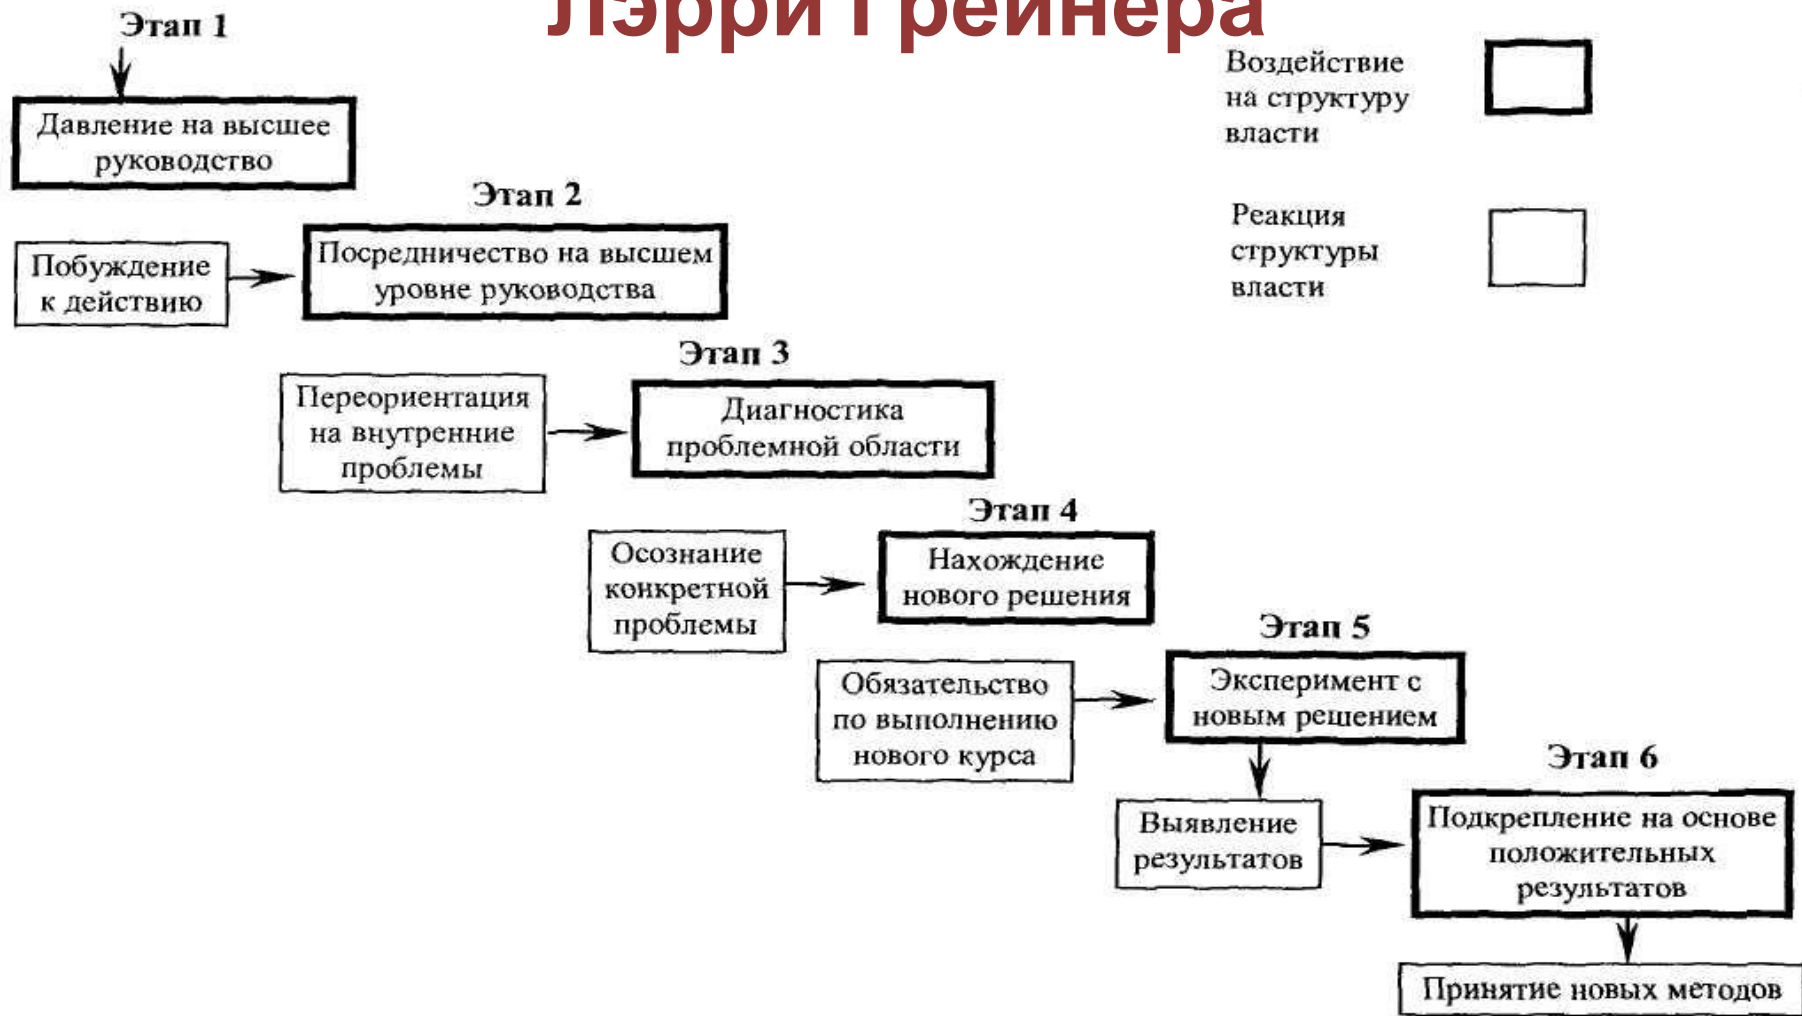 Лэрри Грейнера
Этап 1
Давление на высшее
руководство
Воздействие
на структуру
власти
Этап 2
Побуждение
к действию
Посредничество на высшем
уровне руководства
Реакция
структуры
власти
Этап 3
Переориентация
на внутренние
проблемы
Диагностика
проблемной области
Этап 4
Осознание
конкретной
проблемы
Нахождение
нового решения
Этап 5
Обязательство
по выполнению
нового курса
Эксперимент с
новым решением
Этап 6
Выявление
результатов
Подкрепление на основе
положительных
результатов
Принятие новых методов